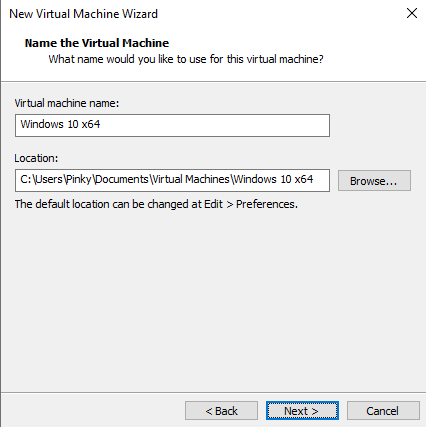 New Virtual Machine Wizard
Name the Virtual Machine
What name would you like to use for this virtual machine?
Virtual machine name:
Windows 10 x64
Location:
C:\Users\Pinky\Documents\Virtual Machines\Windows 10 x64
Browse...
The default location can be changed at Edit > Preferences.
< Back
Next >
Cancel